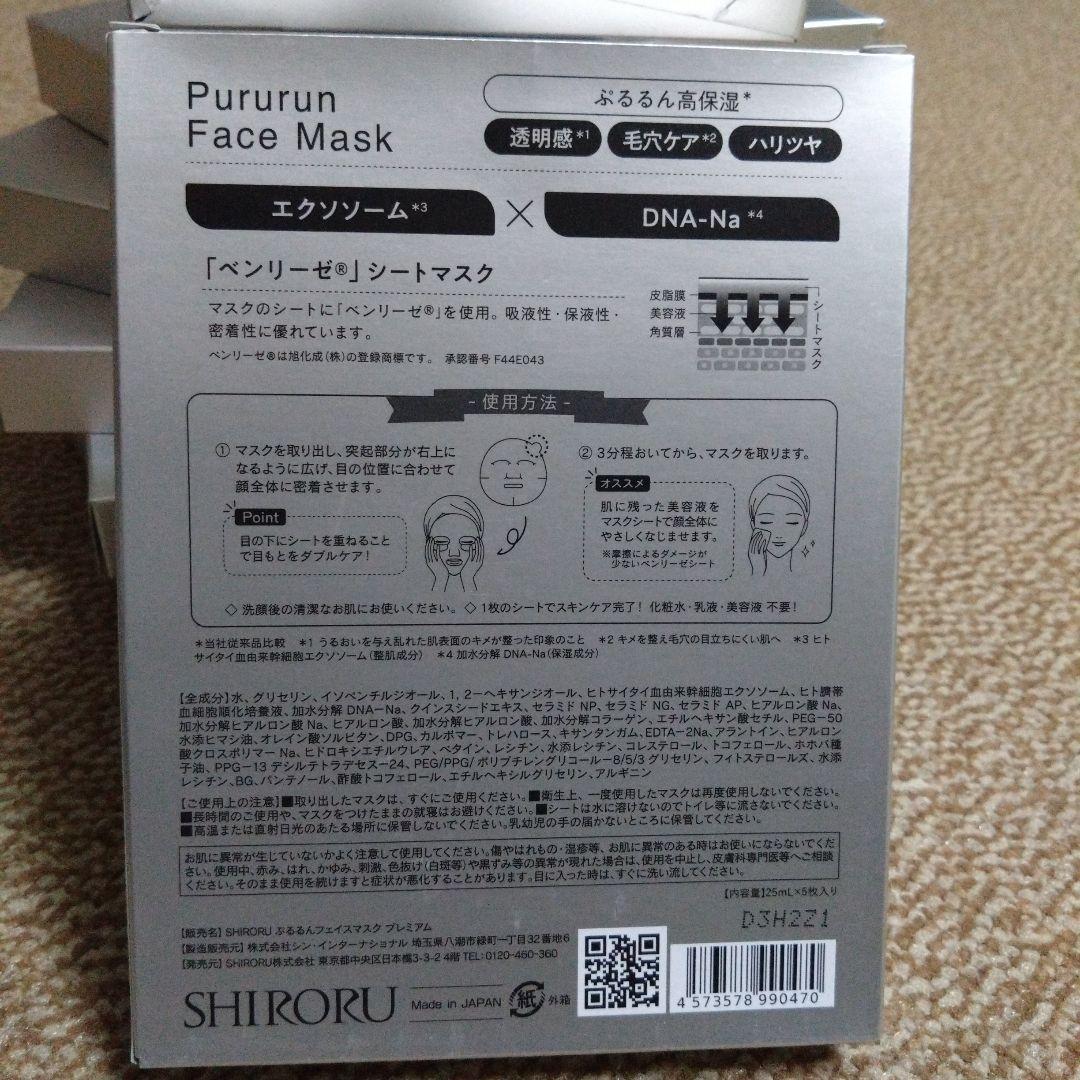 Pururun
Face Mask
ぷるるん高保湿*
透明感*1
毛穴ケア*2
ハリツヤ
エクソソーム*3
×
DNA-Na*4
「ベンリーゼ®」シートマスク
マスクのシートに「ベンリーゼ®」を使用。吸液性・保液性・
密着性に優れています。
ベンリーゼ®は旭化成(株)の登録商標です。 承認番号 F44E043
皮脂膜
美容液
角質層
シートマスク
- 使用方法 -
① マスクを取り出し、突起部分が右上に
なるように広げ、目の位置に合わせて
顔全体に密着させます。
Point
目の下にシートを重ねること
で目もとをダブルケア!
② 3分程おいてから、マスクを取ります。
オススメ
肌に残った美容液を
マスクシートで顔全体に
やさしくなじませます。
※摩擦によるダメージが
少ないベンリーゼシート
◇ 洗顔後の清潔なお肌にお使いください。◇ 1枚のシートでスキンケア完了! 化粧水・乳液・美容液 不要!
*当社従来品比較 *1 うるおいを与え乱れた肌表面のキメが整った印象のこと *2 キメを整え毛穴の目立ちにくい肌へ *3 ヒト
サイタイ血由来幹細胞エクソソーム(整肌成分) *4 加水分解 DNA-Na(保湿成分)
【全成分】水、グリセリン、イソペンチルジオール、1, 2-ヘキサンジオール、ヒトサイタイ血由来幹細胞エクソソーム、ヒト臍帯
血細胞順化培養液、加水分解 DNA-Na、クインスシードエキス、セラミド NP、セラミド NG、セラミド AP、ヒアルロン酸 Na、
加水分解ヒアルロン酸 Na、ヒアルロン酸、加水分解ヒアルロン酸、加水分解コラーゲン、エチルヘキサン酸セチル、PEG-50
水添ヒマシ油、オレイン酸ソルビタン、DPG、カルボマー、トレハロース、キサンタンガム、EDTA-2Na、アラントイン、ヒアルロン
酸クロスポリマー Na、ヒドロキシエチルウレア、ベタイン、レシチン、水添レシチン、コレステロール、トコフェロール、ホホバ種
子油、PPG-13 デシルテトラデセス-24、PEG/PPG/ ポリブチレングリコール-8/5/3 グリセリン、フィトステロールズ、水添
レシチン、BG、パンテノール、酢酸トコフェロール、エチルヘキシルグリセリン、アルギニン
【ご使用上の注意】■取り出したマスクは、すぐにご使用ください。■衛生上、一度使用したマスクは再度使用しないでください。
■長時間のご使用や、マスクをつけたままの就寝はお避けください。■シートは水に溶けないのでトイレ等に流さないでください。
■高温または直射日光のあたる場所に保管しないでください。乳幼児の手の届かないところに保管してください。
お肌に異常が生じていないかよく注意して使用してください。傷やはれもの・湿疹等、お肌に異常のある時はお使いにならないでくだ
さい。使用中、赤み、はれ、かゆみ、刺激、色抜け(白斑等)や黒ずみ等の異常が現れた場合は、使用を中止し、皮膚科専門医等へご相談
ください。そのまま使用を続けますと症状が悪化することがあります。目に入った時は、すぐに洗い流してください。
【内容量】25mL×5枚入り
D3H2Z1
【販売名】SHIRORU ぷるるんフェイスマスク プレミアム
【製造販売元】株式会社シン・インターナショナル 埼玉県八潮市緑町一丁目32番地6
【発売元】SHIRORU株式会社 東京都中央区日本橋3-3-2 4階 TEL:0120-460-360
SHIRORU
Made in JAPAN
紙
外箱
4 573578 990470